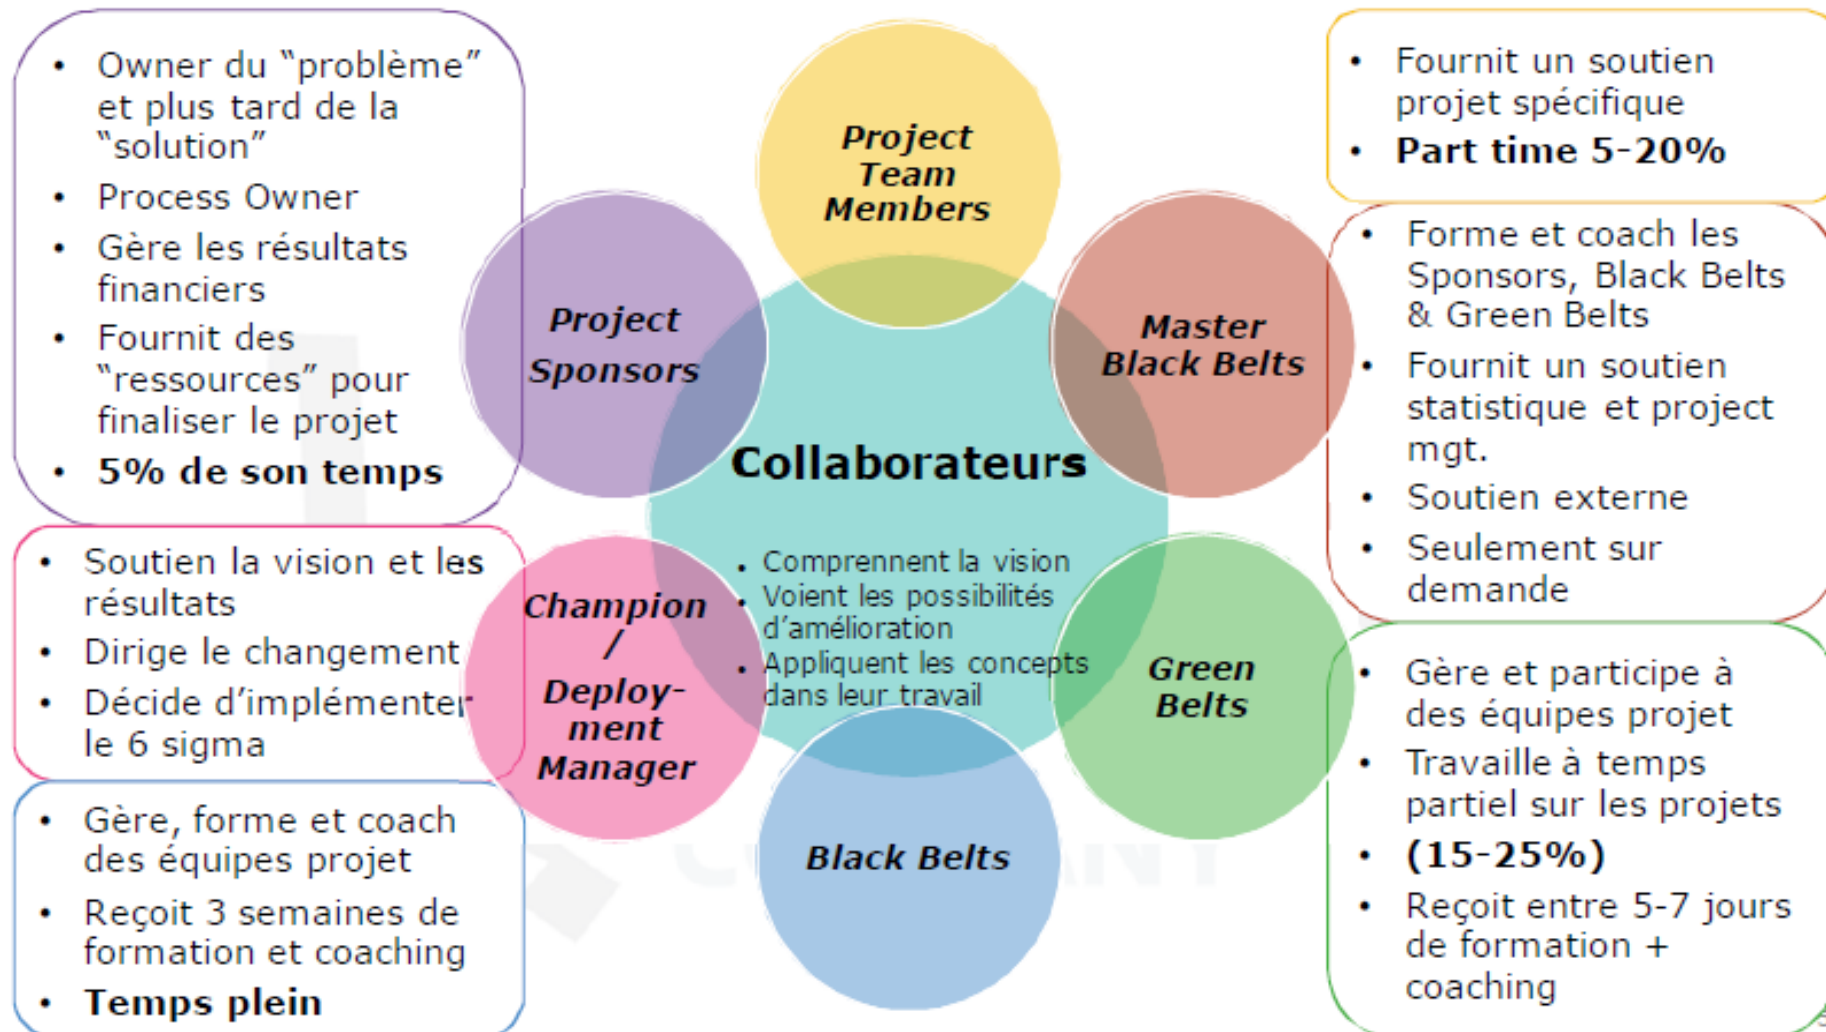 • Owner du “problème”
et plus tard de la
“solution”
• Process Owner
• Gère les résultats
financiers
• Fournit des
“ressources” pour
finaliser le projet
• 5% de son temps
• Soutien la vision et les
résultats
• Dirige le changement
• Décide d’implémenter
le 6 sigma
• Gère, forme et coach
des équipes projet
• Reçoit 3 semaines de
formation et coaching
• Temps plein
Project
Team
Members
Project
Sponsors
Master
Black Belts
Collaborateurs
• Comprennent la vision
• Voient les possibilités
d’amélioration
• Appliquent les concepts
dans leur travail
Champion
/
Deploy-
ment
Manager
Green
Belts
Black Belts
• Fournit un soutien
projet spécifique
• Part time 5-20%
• Forme et coach les
Sponsors, Black Belts
& Green Belts
• Fournit un soutien
statistique et project
mgt.
• Soutien externe
• Seulement sur
demande
• Gère et participe à
des équipes projet
• Travaille à temps
partiel sur les projets
• (15-25%)
• Reçoit entre 5-7 jours
de formation +
coaching